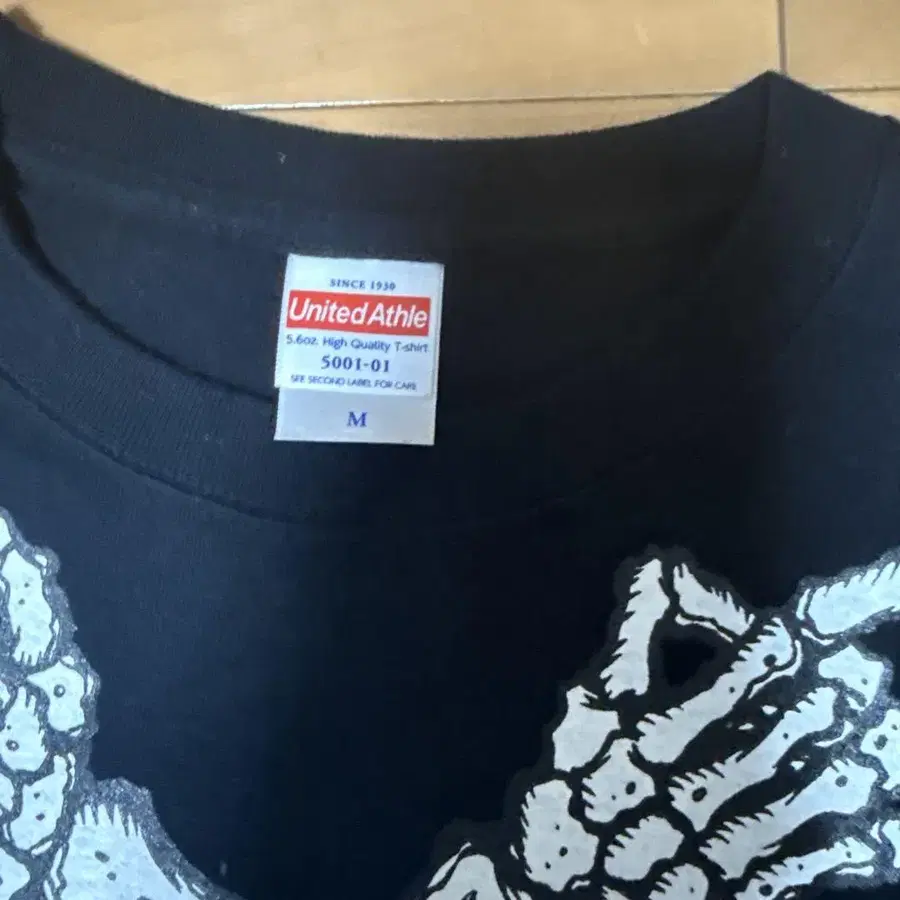 SINCE 1930
United Athle
5.6oz. High Quality T-shirt
5001-01
SEE SECOND LABEL FOR CARE
M